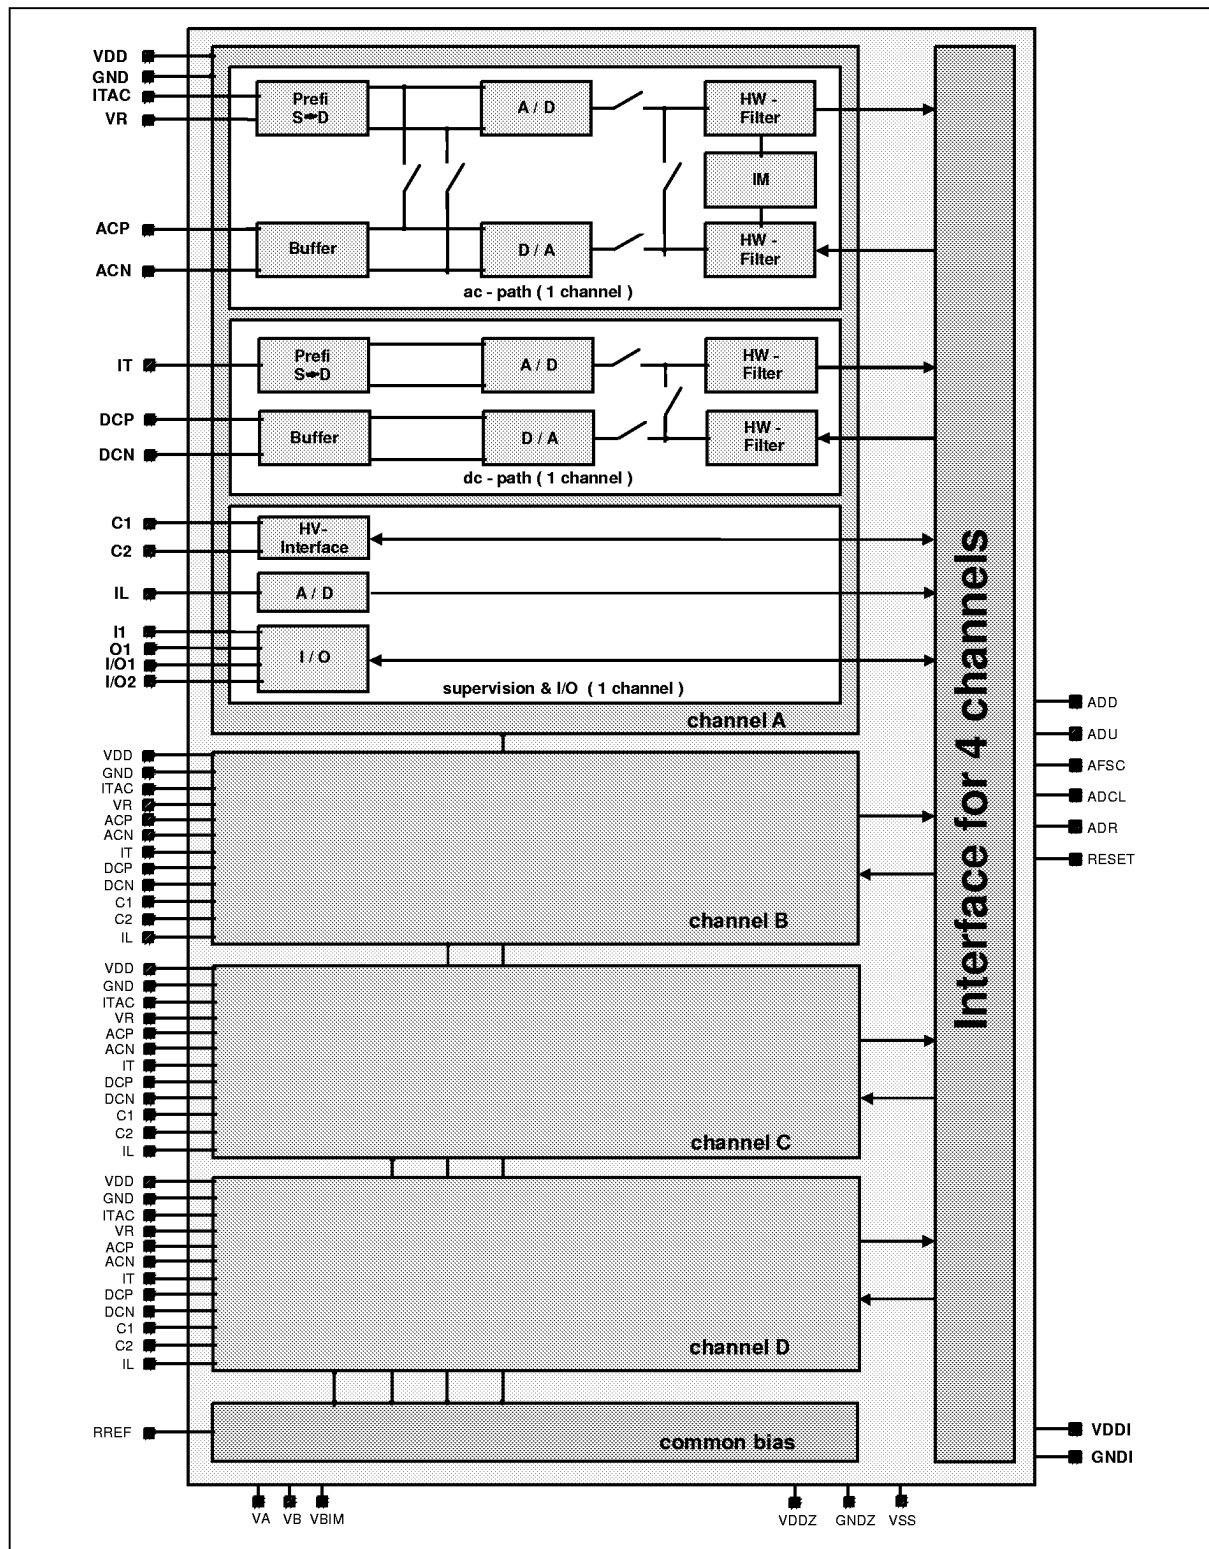 VDD
GND
ITAC
VR
Prefi
S➡D
A / D
HW -
Filter
IM
ACP
ACN
Buffer
D / A
HW -
Filter
ac - path ( 1 channel )
IT
Prefi
S➡D
A / D
HW -
Filter
DCP
DCN
Buffer
D / A
HW -
Filter
dc - path ( 1 channel )
C1
C2
HV-
Interface
IL
A / D
I1
O1
I/O1
I/O2
I / O
supervision & I/O ( 1 channel )
channel A
VDD
GND
ITAC
VR
ACP
ACN
IT
DCP
DCN
C1
C2
IL
channel B
VDD
GND
ITAC
VR
ACP
ACN
IT
DCP
DCN
C1
C2
IL
channel C
VDD
GND
ITAC
VR
ACP
ACN
IT
DCP
DCN
C1
C2
IL
channel D
RREF
common bias
Interface for 4 channels
ADD
ADU
AFSC
ADCL
ADR
RESET
VDDI
GNDI
VA
VB
VBIM
VDDZ
GNDZ
VSS